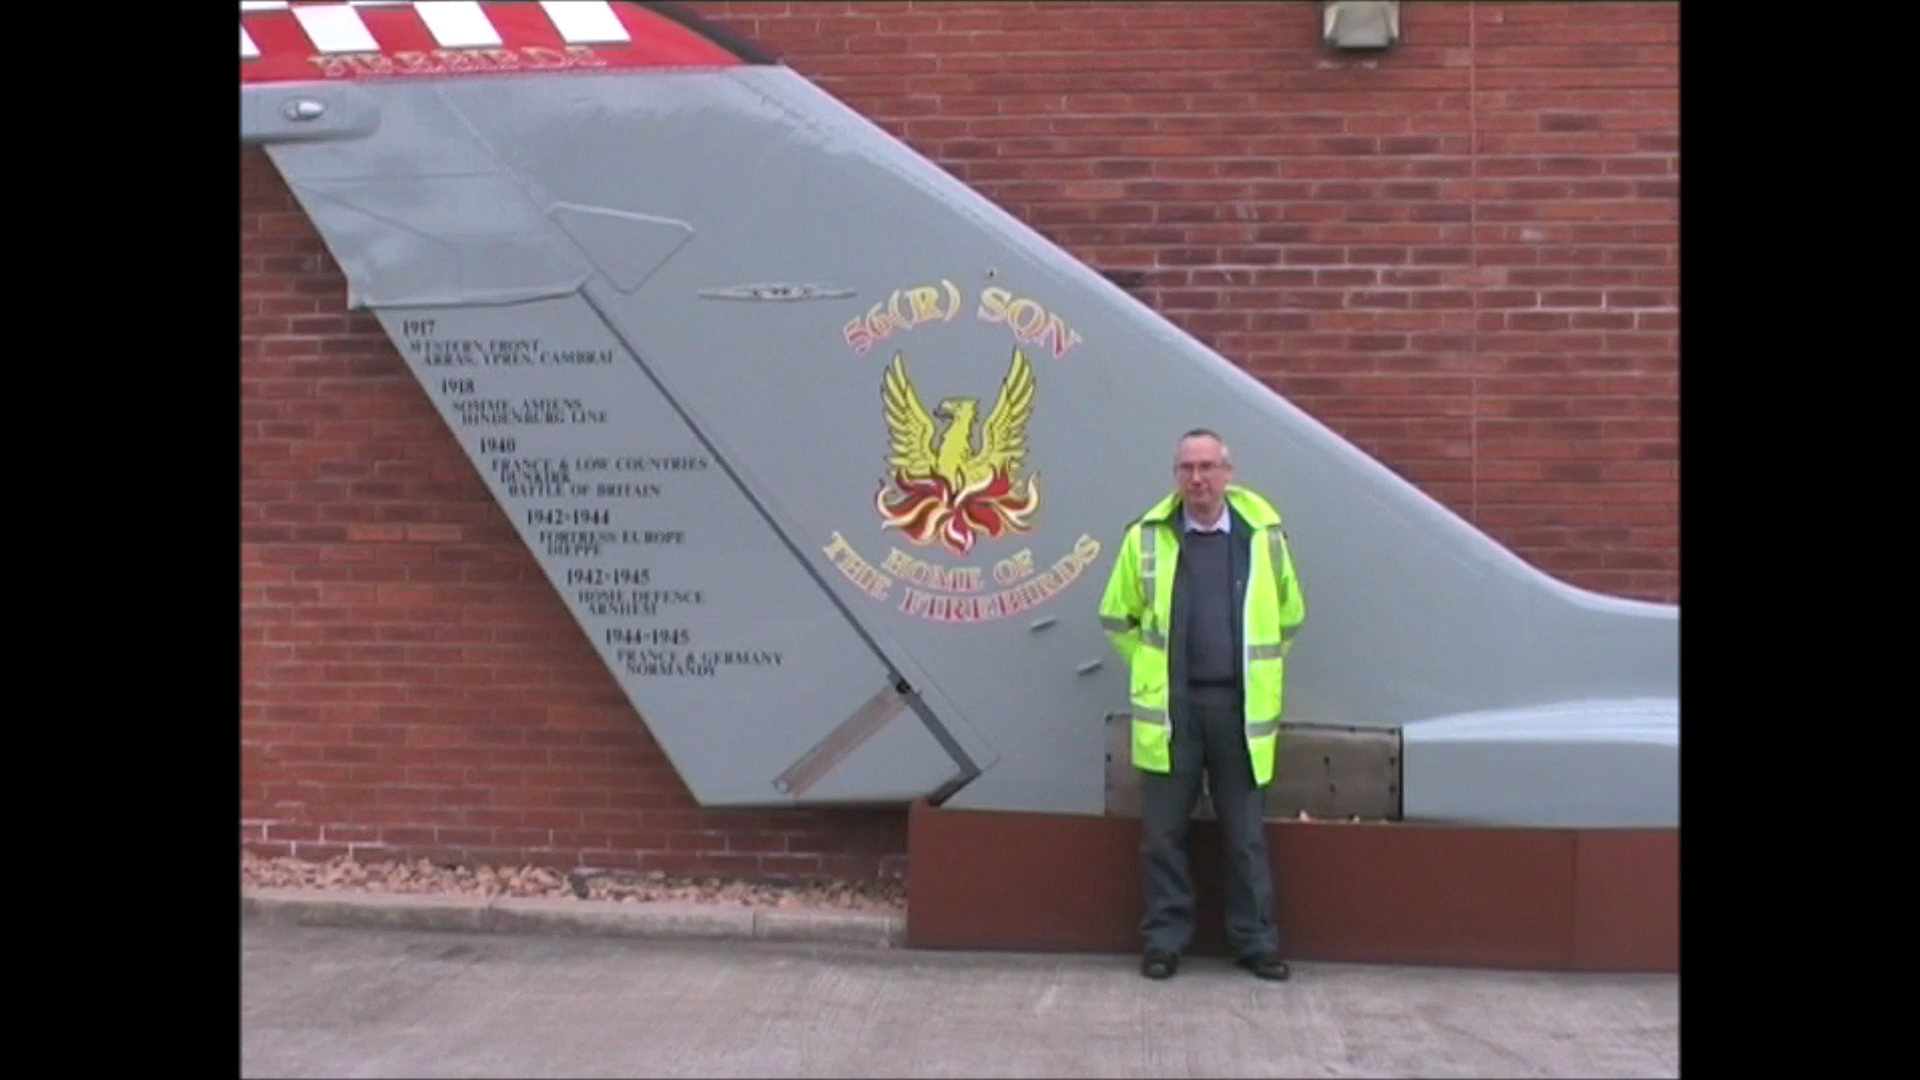 FIREBIRDS
56(R) SQN
HOME OF
THE FIREBIRDS
1917
WESTERN FRONT
ARRAS, YPRES, CAMBRAI
1918
SOMME, AMIENS
HINDENBURG LINE
1940
FRANCE & LOW COUNTRIES
DUNKIRK
BATTLE OF BRITAIN
1942-1944
FORTRESS EUROPE
DIEPPE
1942-1945
HOME DEFENCE
ARNHEM
1944-1945
FRANCE & GERMANY
NORMANDY